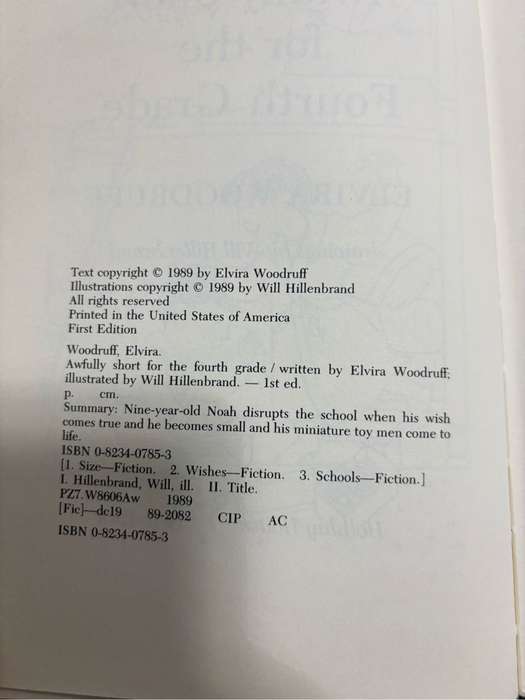 Text copyright © 1989 by Elvira Woodruff
Illustrations copyright © 1989 by Will Hillenbrand
All rights reserved
Printed in the United States of America
First Edition
Woodruff, Elvira.
Awfully short for the fourth grade / written by Elvira Woodruff;
illustrated by Will Hillenbrand. — 1st ed.
p. cm.
Summary: Nine-year-old Noah disrupts the school when his wish
comes true and he becomes small and his miniature toy men come to
life.
ISBN 0-8234-0785-3
[1. Size—Fiction. 2. Wishes—Fiction. 3. Schools—Fiction.]
I. Hillenbrand, Will, ill. II. Title.
PZ7.W8606Aw 1989
[Fic]—dc19 89-2082 CIP AC
ISBN 0-8234-0785-3